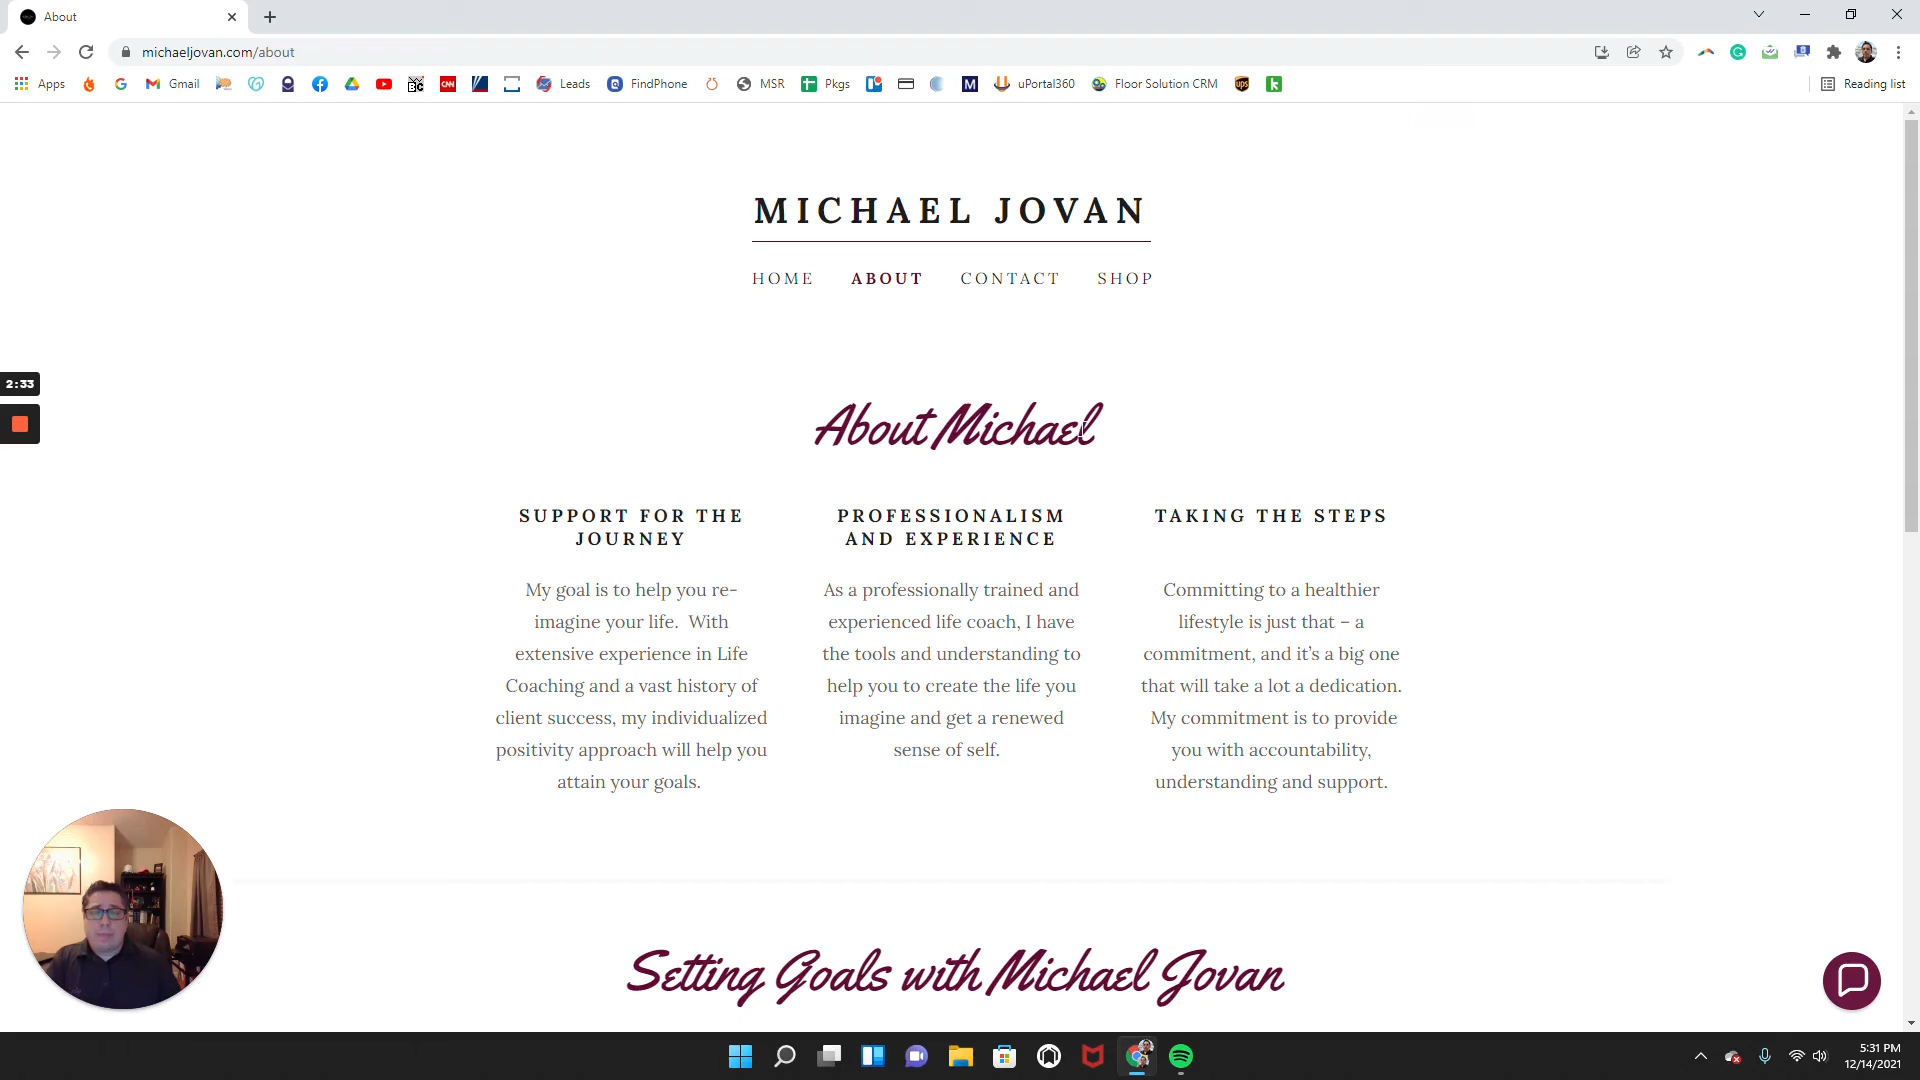 About
michaeljovan.com/about
Apps
Gmail
CNN
Leads
FindPhone
MSR
Pkgs
M
uPortal360
Floor Solution CRM
ups
Reading list
MICHAEL JOVAN
HOME ABOUT CONTACT SHOP
2:33
About Michael
SUPPORT FOR THE
JOURNEY
My goal is to help you re-
imagine your life.  With
extensive experience in Life
Coaching and a vast history of
client success, my individualized
positivity approach will help you
attain your goals.
PROFESSIONALISM
AND EXPERIENCE
As a professionally trained and
experienced life coach, I have
the tools and understanding to
help you to create the life you
imagine and get a renewed
sense of self.
TAKING THE STEPS
Committing to a healthier
lifestyle is just that – a
commitment, and it’s a big one
that will take a lot a dedication.
My commitment is to provide
you with accountability,
understanding and support.
Setting Goals with Michael Jovan
5:31 PM
12/14/2021